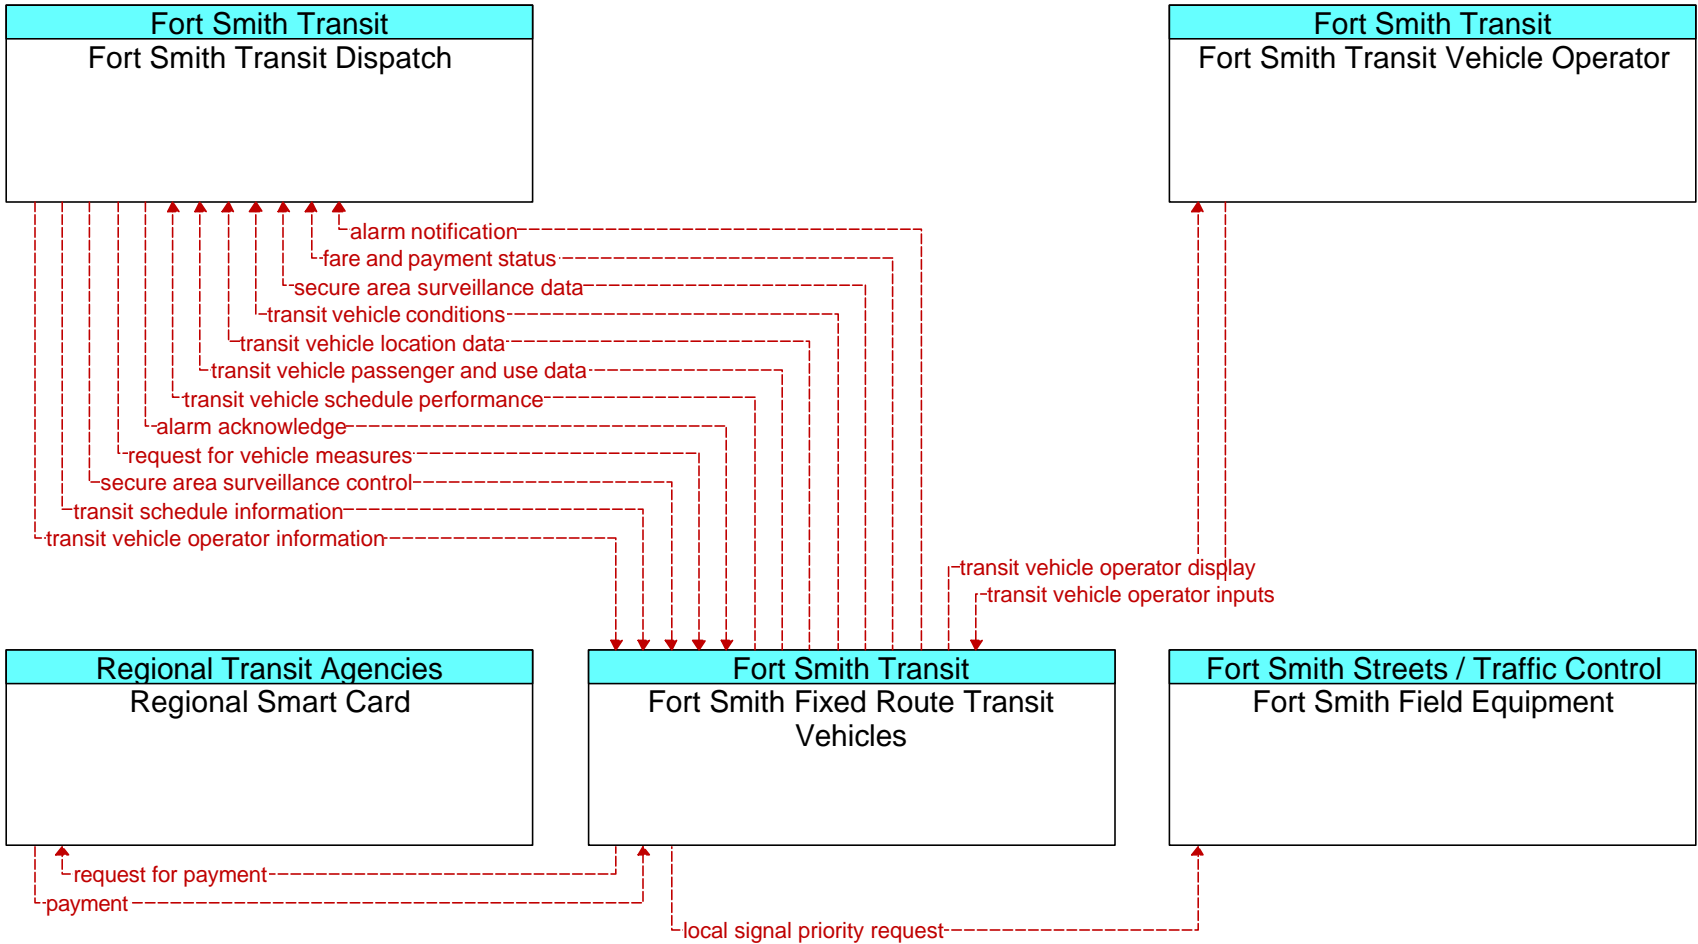 Fort Smith Transit
Fort Smith Transit Dispatch
Fort Smith Transit
Fort Smith Transit Vehicle Operator
alarm notification
fare and payment status
secure area surveillance data
transit vehicle conditions
transit vehicle location data
transit vehicle passenger and use data
transit vehicle schedule performance
alarm acknowledge
request for vehicle measures
secure area surveillance control
transit schedule information
transit vehicle operator information
transit vehicle operator display
transit vehicle operator inputs
Regional Transit Agencies
Regional Smart Card
Fort Smith Transit
Fort Smith Fixed Route Transit
Vehicles
Fort Smith Streets / Traffic Control
Fort Smith Field Equipment
request for payment
payment
local signal priority request